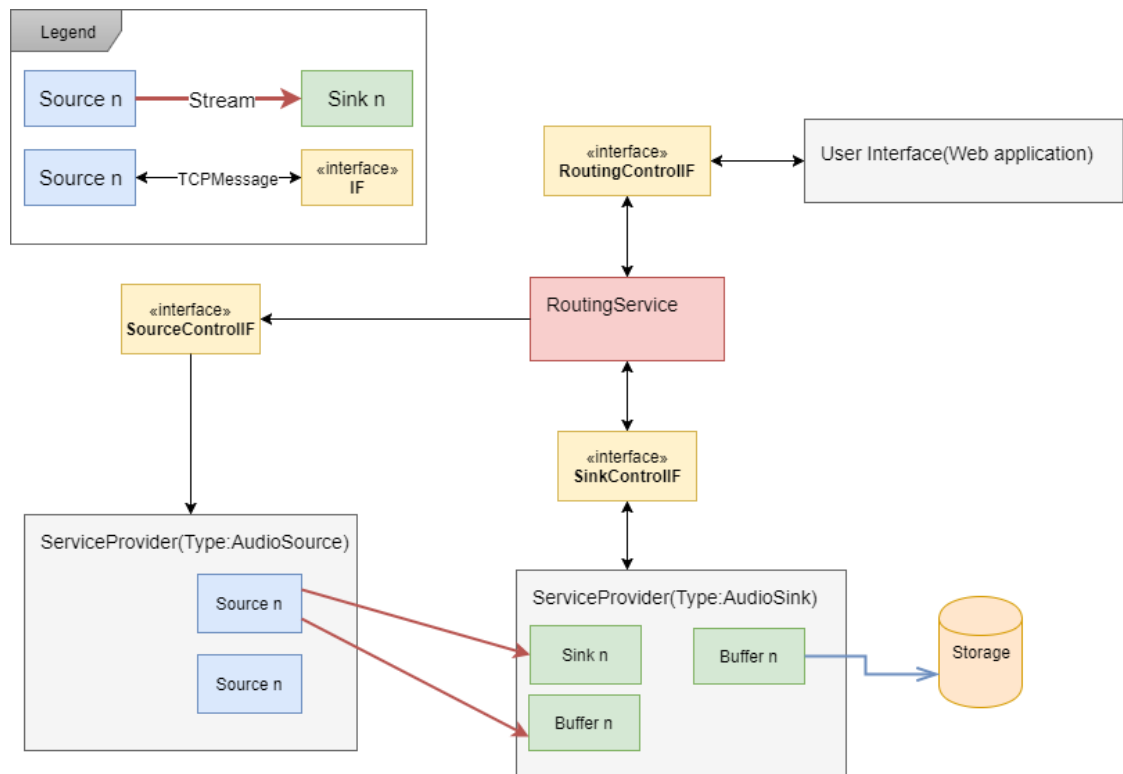 Legend
Source n
Stream
Sink n
Source n
TCPMessage
«interface»
IF
«interface»
RoutingControlIF
User Interface(Web application)
«interface»
SourceControlIF
RoutingService
«interface»
SinkControlIF
ServiceProvider(Type:AudioSource)
Source n
Source n
ServiceProvider(Type:AudioSink)
Sink n
Buffer n
Buffer n
Storage